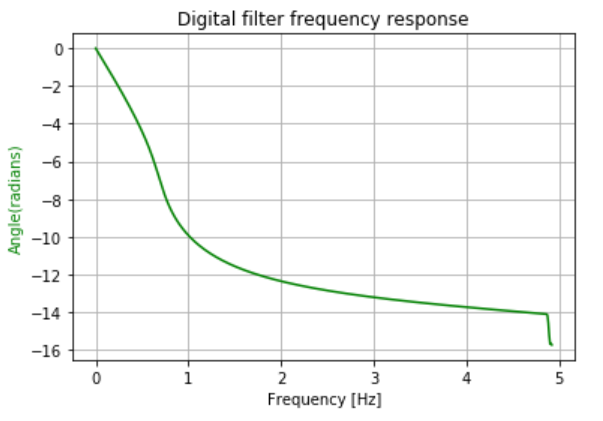 Digital filter frequency response
0
−2
−4
−6
−8
−10
−12
−14
−16
Angle(radians)
0 1 2 3 4 5
Frequency [Hz]